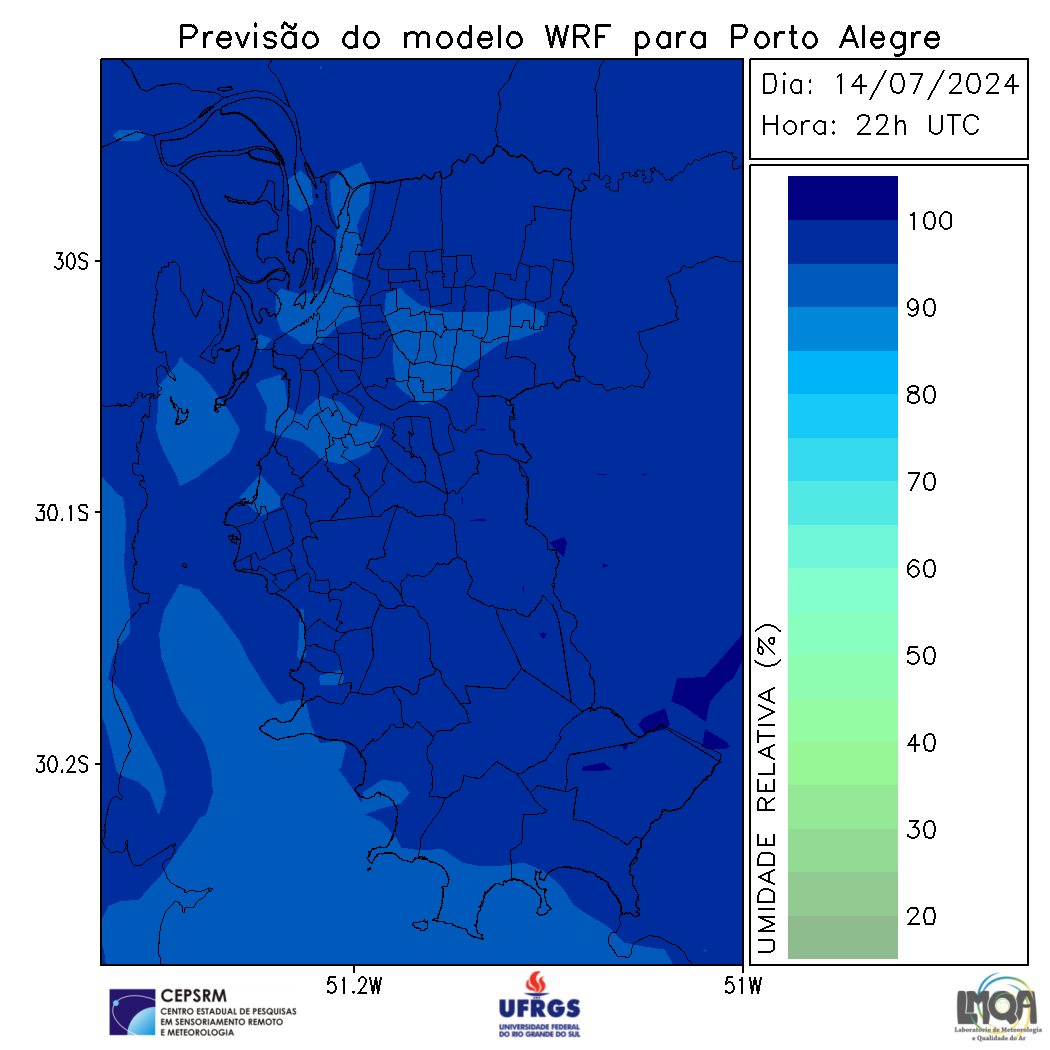 Previsão do modelo WRF para Porto Alegre
Dia: 14/07/2024
Hora: 22h UTC
100
90
80
70
60
50
40
30
20
UMIDADE RELATIVA (%)
30S
30.1S
30.2S
51.2W
51W
CEPSRM
CENTRO ESTADUAL DE PESQUISAS
EM SENSORIAMENTO REMOTO
E METEOROLOGIA
UFRGS
UNIVERSIDADE FEDERAL
DO RIO GRANDE DO SUL
LMQA
Laboratório de Meteorologia
e Qualidade do Ar